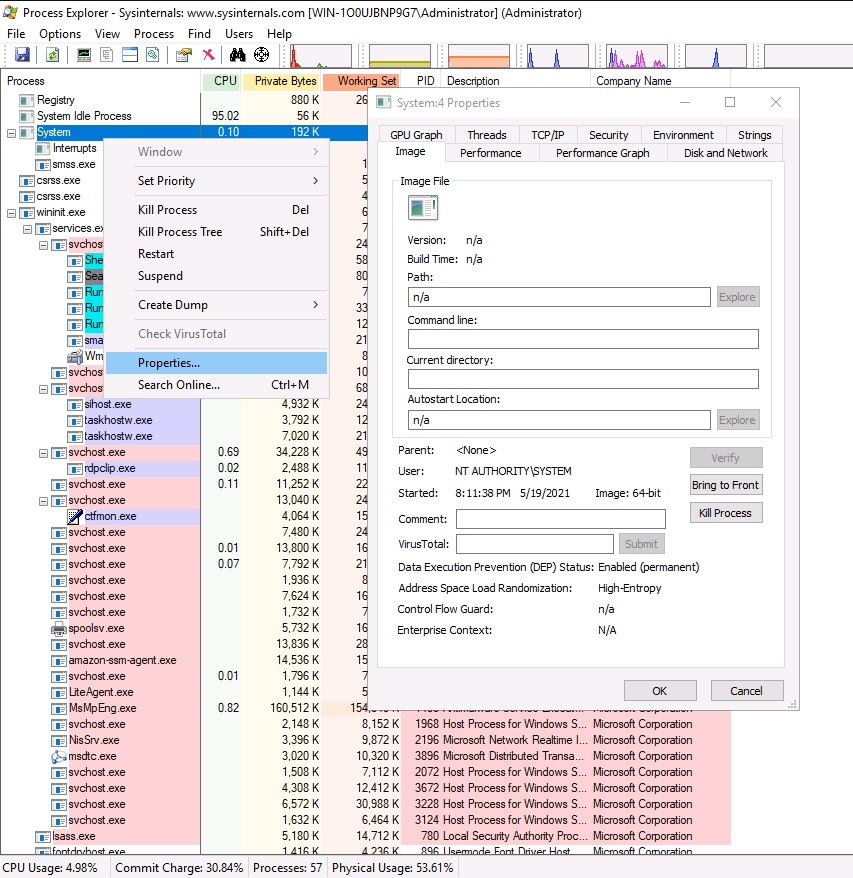 Process Explorer - Sysinternals: www.sysinternals.com [WIN-1O0UJBNP9G7\Administrator] (Administrator)
File Options View Process Find Users Help
Process CPU Private Bytes Working Set PID Description Company Name
Registry 880 K 26
System Idle Process 95.02 56 K
System 0.10 192 K
Interrupts
smss.exe 1
csrss.exe 5
csrss.exe 4
wininit.exe 6
services.ex 7
svchost 24
She 58
Sea 80
Run 7
Run 33
Run 21
sma
Wm 8
svchost 17
svchost 68
sihost.exe 4,932 K 24
taskhostw.exe 3,792 K 12
taskhostw.exe 7,020 K 21
svchost.exe 0.69 34,228 K 49
rdpclip.exe 0.02 2,488 K 11
svchost.exe 0.11 11,252 K 22
svchost.exe 13,040 K 24
ctfmon.exe 4,064 K 15
svchost.exe 7,480 K 24
svchost.exe 0.01 13,800 K 16
svchost.exe 0.07 7,792 K 21
svchost.exe 1,936 K 8
svchost.exe 7,624 K 16
svchost.exe 1,732 K 6
spoolsv.exe 5,732 K 16
svchost.exe 13,836 K 28
amazon-ssm-agent.exe 14,536 K 15
svchost.exe 0.01 1,796 K 7
LiteAgent.exe 1,144 K 5
MsMpEng.exe 0.82 160,512 K
svchost.exe 2,148 K 8,152 K 1968 Host Process for Windows S... Microsoft Corporation
NisSrv.exe 3,396 K 9,872 K 2196 Microsoft Network Realtime I... Microsoft Corporation
msdtc.exe 3,020 K 10,320 K 3896 Microsoft Distributed Transa... Microsoft Corporation
svchost.exe 1,508 K 7,112 K 2072 Host Process for Windows S... Microsoft Corporation
svchost.exe 4,308 K 12,412 K 3672 Host Process for Windows S... Microsoft Corporation
svchost.exe 6,572 K 30,988 K 3228 Host Process for Windows S... Microsoft Corporation
svchost.exe 1,632 K 6,464 K 3124 Host Process for Windows S... Microsoft Corporation
lsass.exe 5,180 K 14,712 K 780 Local Security Authority Proc... Microsoft Corporation
fontdrvhost.exe 1,416 K 4,236 K 896 Usermode Font Driver Host Microsoft Corporation
CPU Usage: 4.98% Commit Charge: 30.84% Processes: 57 Physical Usage: 53.61%
Window
Set Priority
Kill Process Del
Kill Process Tree Shift+Del
Restart
Suspend
Create Dump
Check VirusTotal
Properties...
Search Online... Ctrl+M
System:4 Properties
GPU Graph Threads TCP/IP Security Environment Strings
Image Performance Performance Graph Disk and Network
Image File
Version: n/a
Build Time: n/a
Path:
n/a Explore
Command line:
Current directory:
Autostart Location:
n/a Explore
Parent: <None> Verify
User: NT AUTHORITY\SYSTEM
Bring to Front
Started: 8:11:38 PM 5/19/2021 Image: 64-bit
Kill Process
Comment:
VirusTotal: Submit
Data Execution Prevention (DEP) Status: Enabled (permanent)
Address Space Load Randomization: High-Entropy
Control Flow Guard: n/a
Enterprise Context: N/A
OK Cancel